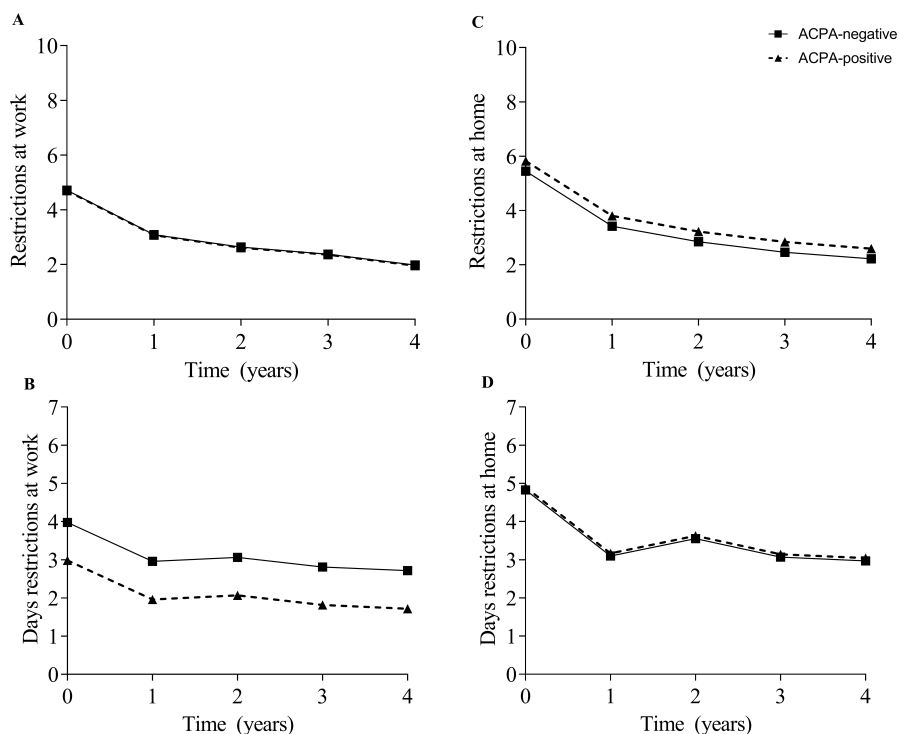 A
10
8
6
4
2
0
Restrictions at work
0 1 2 3 4
Time (years)
C
10
8
6
4
2
0
Restrictions at home
0 1 2 3 4
Time (years)
ACPA-negative
ACPA-positive
B
7
6
5
4
3
2
1
0
Days restrictions at work
0 1 2 3 4
Time (years)
D
7
6
5
4
3
2
1
0
Days restrictions at home
0 1 2 3 4
Time (years)